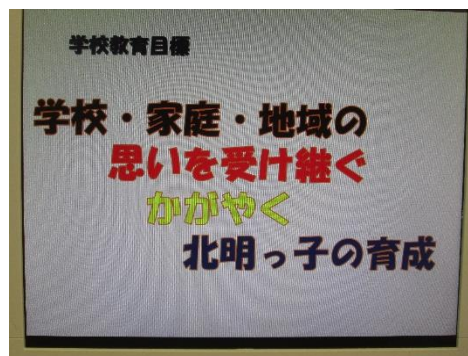 学校教育目標
学校・家庭・地域の
思いを受け継ぐ
かがやく
北明っ子の育成